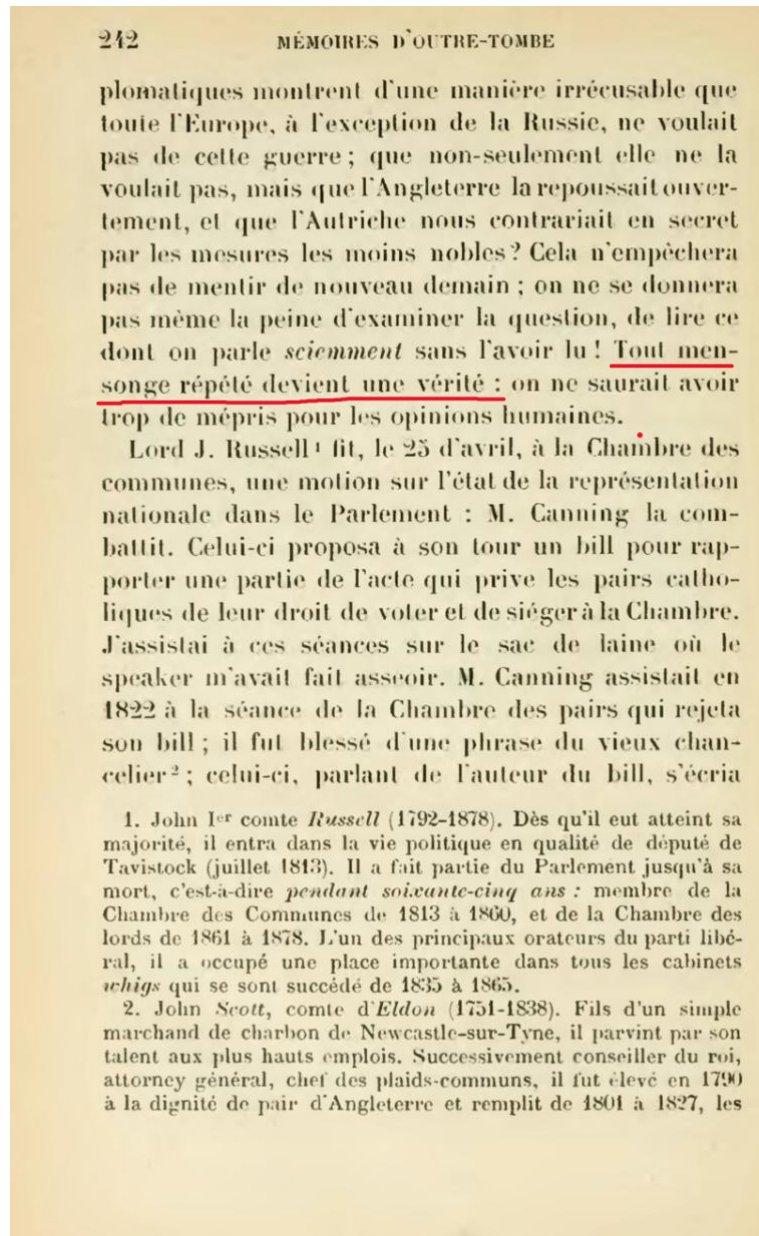 242 MÉMOIRES D'OUTRE-TOMBE
plomatiques montrent d'une manière irrécusable que
toute l'Europe, à l'exception de la Russie, ne voulait
pas de cette guerre ; que non-seulement elle ne la
voulait pas, mais que l'Angleterre la repoussait ouver-
tement, et que l'Autriche nous contrariait en secret
par les mesures les moins nobles ? Cela n'empêchera
pas de mentir de nouveau demain ; on ne se donnera
pas même la peine d'examiner la question, de lire ce
dont on parle sciemment sans l'avoir lu ! Tout men-
songe répété devient une vérité : on ne saurait avoir
trop de mépris pour les opinions humaines.
Lord J. Russell ¹ fit, le 25 d'avril, à la Chambre des
communes, une motion sur l'état de la représentation
nationale dans le Parlement : M. Canning la com-
battit. Celui-ci proposa à son tour un bill pour rap-
porter une partie de l'acte qui prive les pairs catho-
liques de leur droit de voter et de siéger à la Chambre.
J'assistai à ces séances sur le sac de laine où le
speaker m'avait fait asseoir. M. Canning assistait en
1822 à la séance de la Chambre des pairs qui rejeta
son bill ; il fut blessé d'une phrase du vieux chan-
celier ² ; celui-ci, parlant de l'auteur du bill, s'écria
1. John Iᵉʳ comte Russell (1792-1878). Dès qu'il eut atteint sa
majorité, il entra dans la vie politique en qualité de député de
Tavistock (juillet 1813). Il a fait partie du Parlement jusqu'à sa
mort, c'est-à-dire pendant soixante-cinq ans : membre de la
Chambre des Communes de 1813 à 1860, et de la Chambre des
lords de 1861 à 1878. L'un des principaux orateurs du parti libé-
ral, il a occupé une place importante dans tous les cabinets
whigs qui se sont succédé de 1835 à 1865.
2. John Scott, comte d'Eldon (1751-1838). Fils d'un simple
marchand de charbon de Newcastle-sur-Tyne, il parvint par son
talent aux plus hauts emplois. Successivement conseiller du roi,
attorney général, chef des plaids-communs, il fut élevé en 1790
à la dignité de pair d'Angleterre et remplit de 1801 à 1827, les